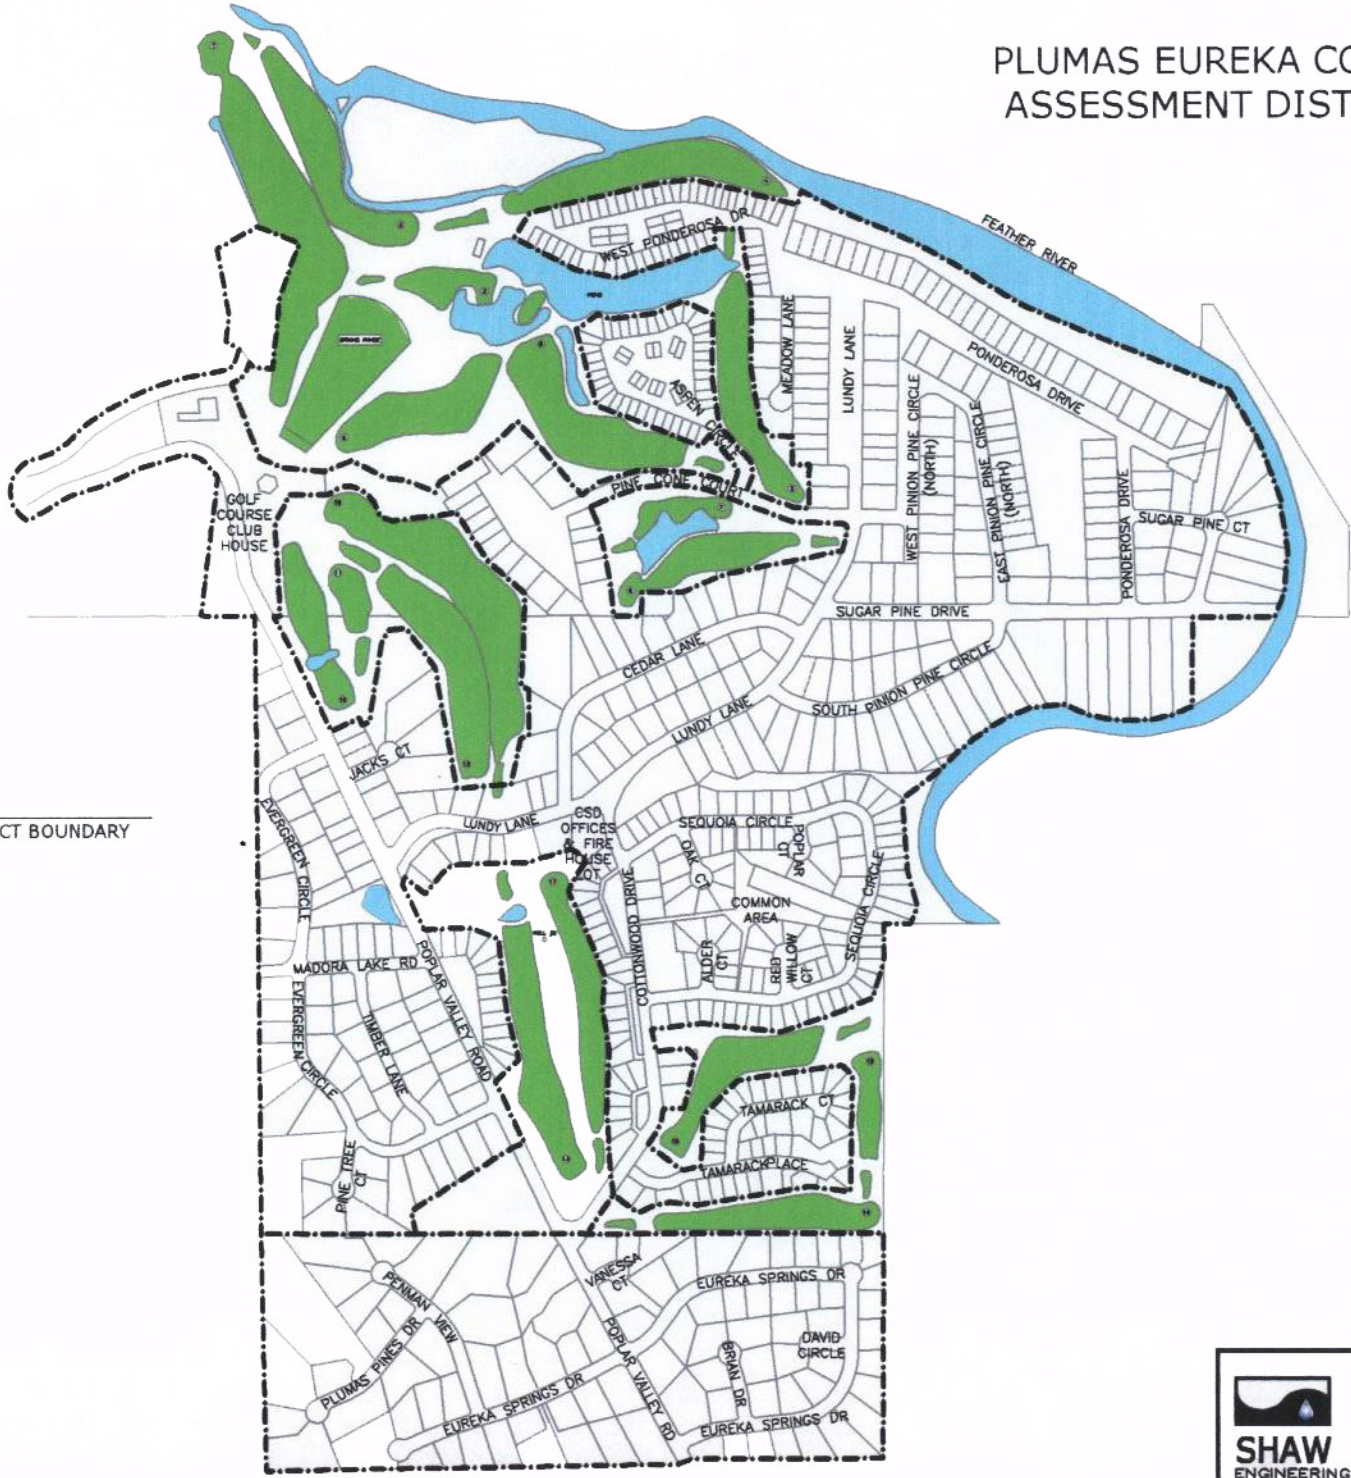 PLUMAS EUREKA CO
ASSESSMENT DIST
FEATHER RIVER
WEST PONDEROSA DR
MEADOW LANE
LUNDY LANE
PONDEROSA DRIVE
ASPEN CIRCLE
WEST PINION PINE CIRCLE
(NORTH)
EAST PINION PINE CIRCLE
(NORTH)
PONDEROSA DRIVE
SUGAR PINE CT
PINE CONE COURT
GOLF
COURSE
CLUB
HOUSE
SUGAR PINE DRIVE
CEDAR LANE
SOUTH PINION PINE CIRCLE
LUNDY LANE
JACKS CT
CT BOUNDARY
EVERGREEN CIRCLE
LUNDY LANE
CSD
OFFICES
& FIRE
HOUSE
LOT
SEQUOIA CIRCLE
OAK CT
POPLAR
CT
COTTONWOOD DRIVE
COMMON
AREA
SEQUOIA CIRCLE
ALDER
CT
RED
WILLOW
CT
MADORA LAKE RD
POPLAR VALLEY ROAD
EVERGREEN CIRCLE
TIMBER LANE
PINE TREE
CT
TAMARACK CT
TAMARACK PLACE
PENMAN VIEW
PLUMAS PINES DR
VANESSA
CT
EUREKA SPRINGS DR
POPLAR VALLEY RD
BRIAN DR
DAVID
CIRCLE
EUREKA SPRINGS DR
EUREKA SPRINGS DR
SHAW
ENGINEERING